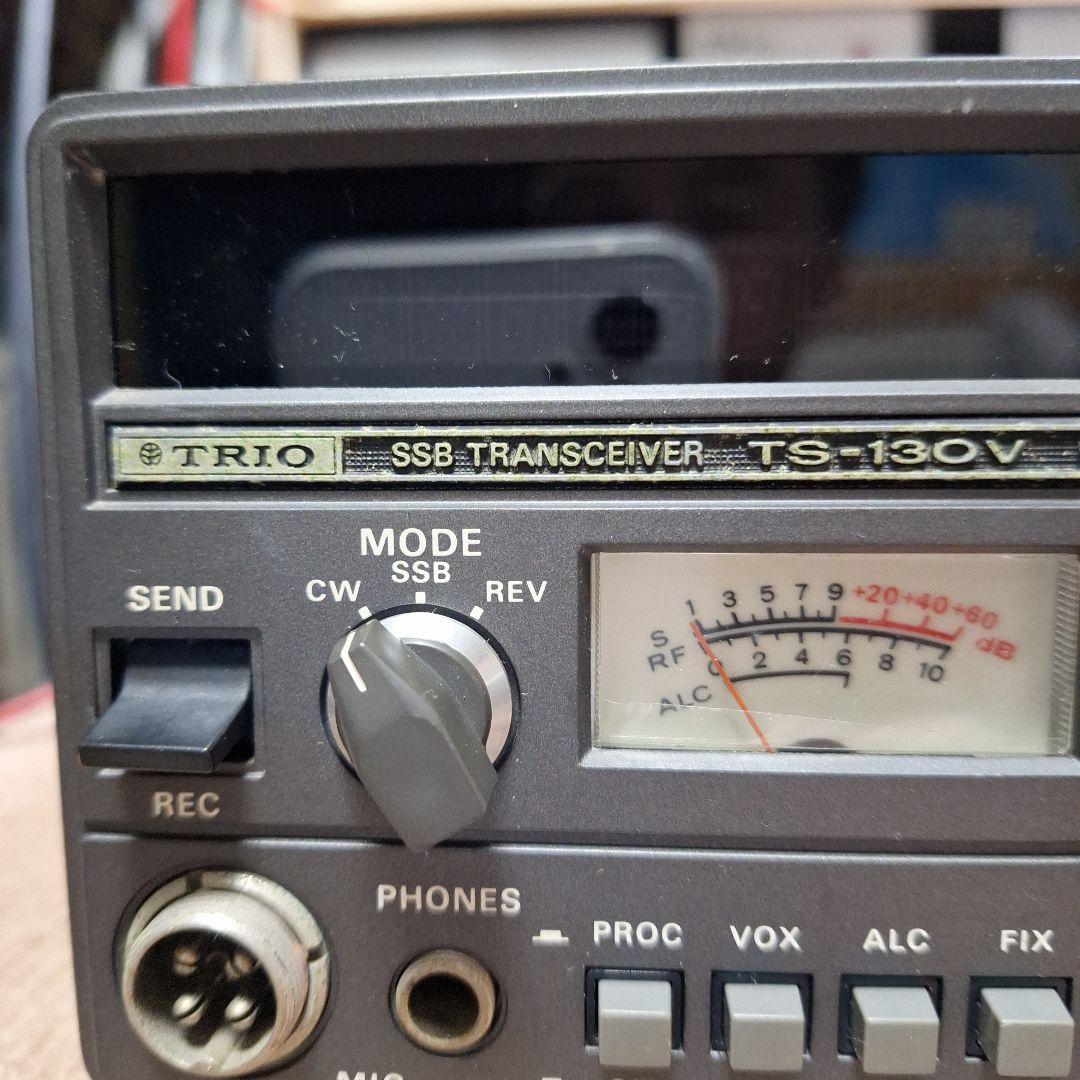 TRIO SSB TRANSCEIVER TS-130V
MODE
CW SSB REV
SEND
REC
S 1 3 5 7 9 +20 +40 +60 dB
RF 0 2 4 6 8 10
ALC
PHONES
PROC VOX ALC FIX
MIC